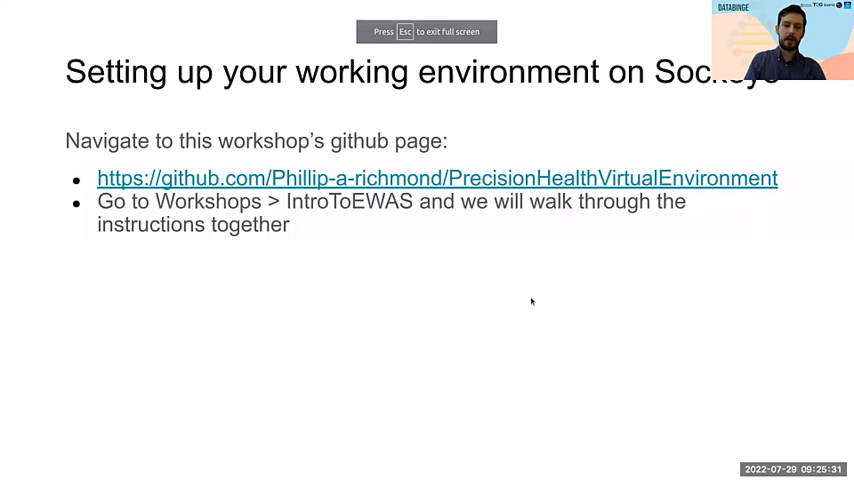 DATABINGE
Press Esc to exit full screen
Setting up your working environment on Sockeye
Navigate to this workshop's github page:
https://github.com/Phillip-a-richmond/PrecisionHealthVirtualEnvironment
Go to Workshops > IntroToEWAS and we will walk through the
instructions together
2022-07-29 09:25:31